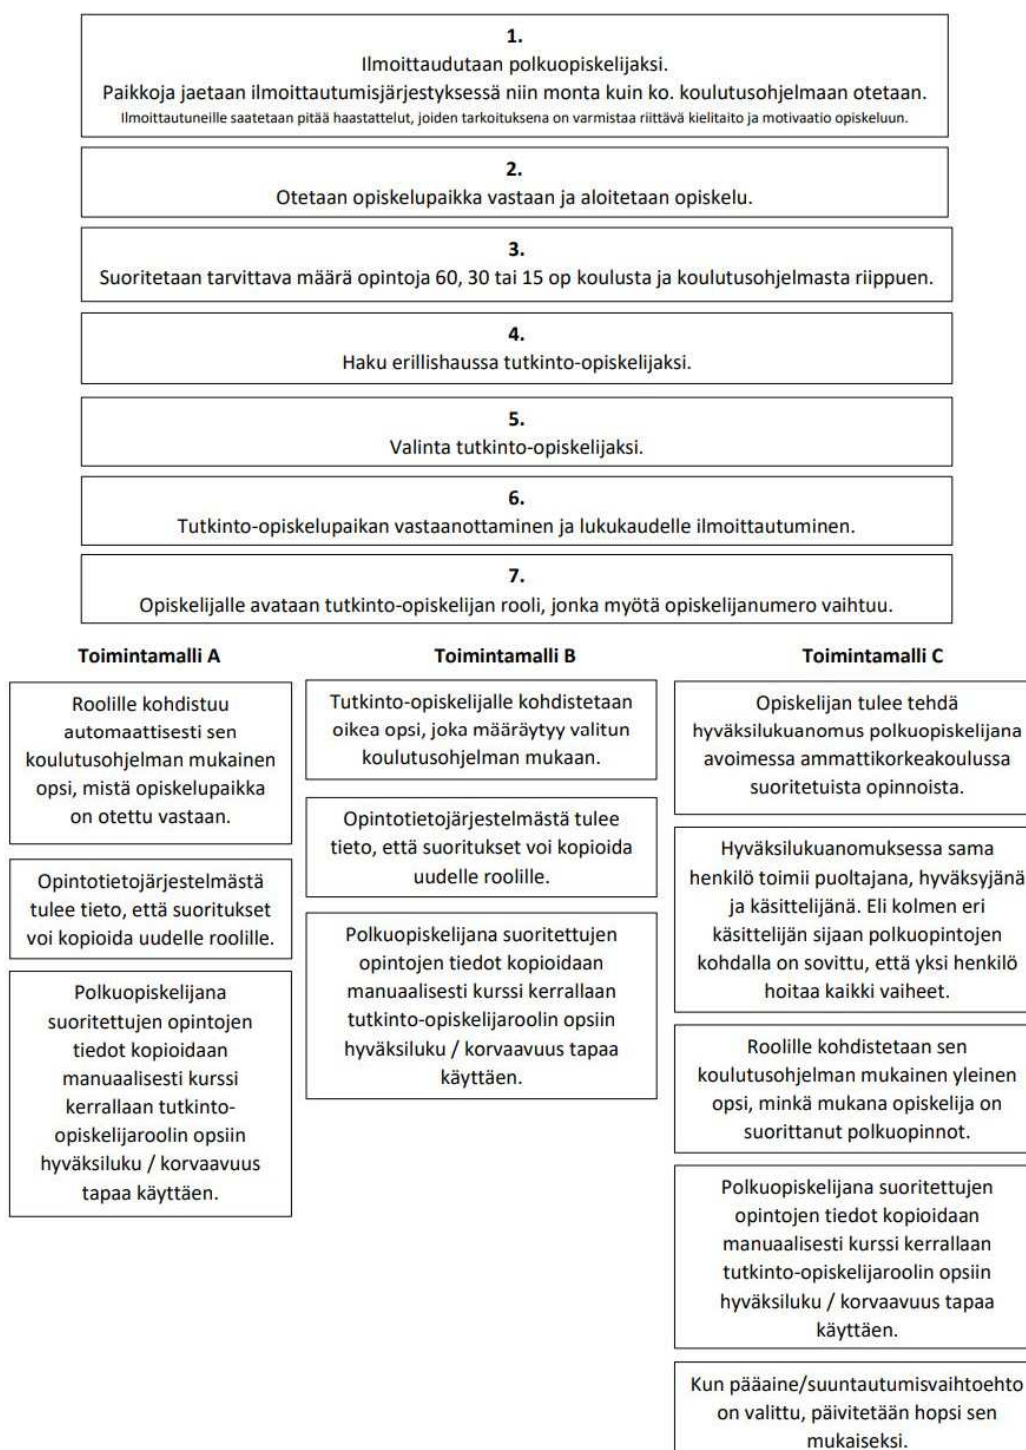 1.
Ilmoittaudutaan polkuopiskelijaksi.
Paikkoja jaetaan ilmoittautumisjärjestyksessä niin monta kuin ko. koulutusohjelmaan otetaan.
Ilmoittautuneille saatetaan pitää haastattelut, joiden tarkoituksena on varmistaa riittävä kielitaito ja motivaatio opiskeluun.
2.
Otetaan opiskelupaikka vastaan ja aloitetaan opiskelu.
3.
Suoritetaan tarvittava määrä opintoja 60, 30 tai 15 op koulusta ja koulutusohjelmasta riippuen.
4.
Haku erillishaussa tutkinto-opiskelijaksi.
5.
Valinta tutkinto-opiskelijaksi.
6.
Tutkinto-opiskelupaikan vastaanottaminen ja lukukaudelle ilmoittautuminen.
7.
Opiskelijalle avataan tutkinto-opiskelijan rooli, jonka myötä opiskelijanumero vaihtuu.
Toimintamalli A
Roolille kohdistuu
automaattisesti sen
koulutusohjelman mukainen
opsi, mistä opiskelupaikka
on otettu vastaan.
Opintotietojärjestelmästä
tulee tieto, että suoritukset
voi kopioida uudelle roolille.
Polkuopiskelijana
suoritettujen opintojen
tiedot kopioidaan
manuaalisesti kurssi
kerrallaan tutkinto-
opiskelijaroolin opsiin
hyväksiluku / korvaavuus
tapaa käyttäen.
Toimintamalli B
Tutkinto-opiskelijalle kohdistetaan
oikea opsi, joka määräytyy valitun
koulutusohjelman mukaan.
Opintotietojärjestelmästä tulee
tieto, että suoritukset voi kopioida
uudelle roolille.
Polkuopiskelijana suoritettujen
opintojen tiedot kopioidaan
manuaalisesti kurssi kerrallaan
tutkinto-opiskelijaroolin opsiin
hyväksiluku / korvaavuus tapaa
käyttäen.
Toimintamalli C
Opiskelijan tulee tehdä
hyväksilukuanomus polkuopiskelijana
avoimessa ammattikorkeakoulussa
suoritetuista opinnoista.
Hyväksilukuanomuksessa sama
henkilö toimii puoltajana, hyväksyjänä
ja käsittelijänä. Eli kolmen eri
käsittelijän sijaan polkuopintojen
kohdalla on sovittu, että yksi henkilö
hoitaa kaikki vaiheet.
Roolille kohdistetaan sen
koulutusohjelman mukainen yleinen
opsi, minkä mukana opiskelija on
suorittanut polkuopinnot.
Polkuopiskelijana suoritettujen
opintojen tiedot kopioidaan
manuaalisesti kurssi kerrallaan
tutkinto-opiskelijaroolin opsiin
hyväksiluku / korvaavuus tapaa
käyttäen.
Kun pääaine/suuntautumisvaihtoehto
on valittu, päivitetään hopsi sen
mukaiseksi.